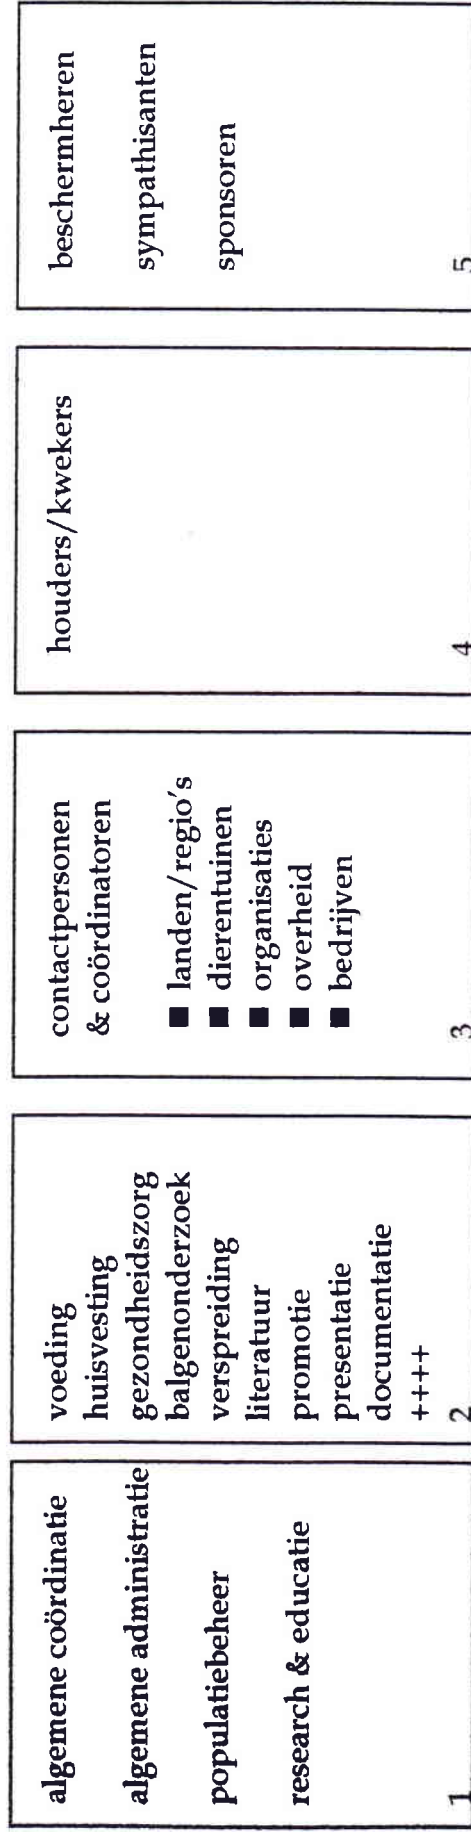 algemene coördinatie
algemene administratie
populatiebeheer
research & educatie
1
voeding
huisvesting
gezondheidszorg
balgenonderzoek
verspreiding
literatuur
promotie
presentatie
documentatie
++++
2
contactpersonen
& coördinatoren
■ landen/regio's
■ dierentuinen
■ organisaties
■ overheid
■ bedrijven
3
houders/kwekers
4
beschermheren
sympathisanten
sponsoren
5